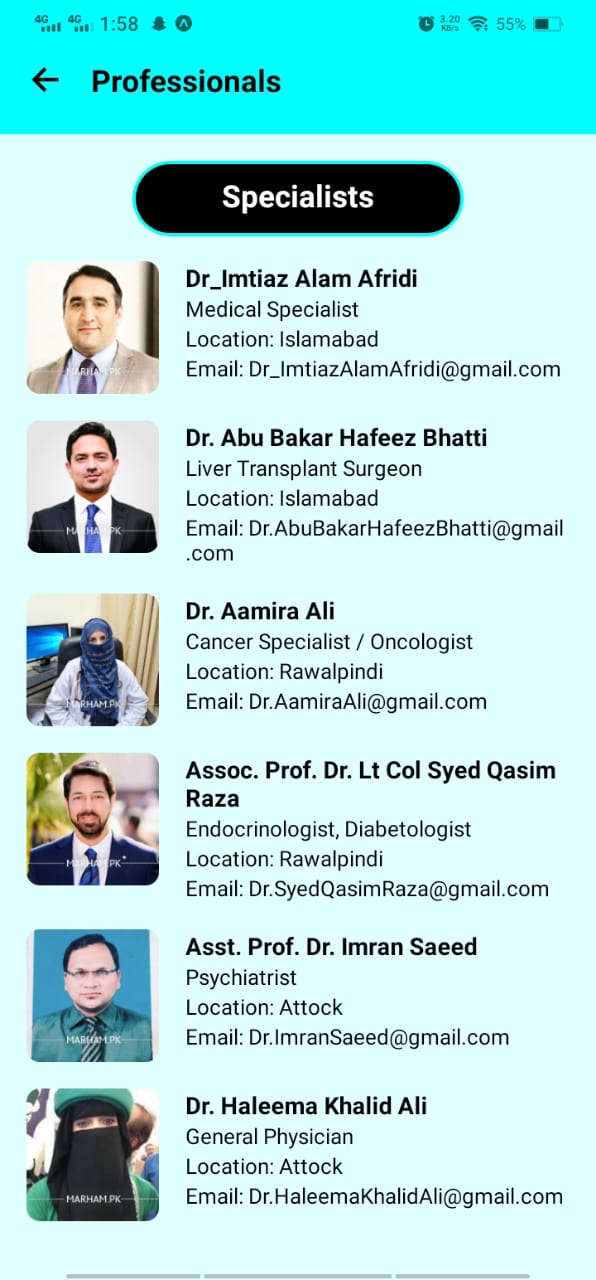 4G 4G 1:58 3.20 KB/s 55%
Professionals
Specialists
Dr_Imtiaz Alam Afridi
Medical Specialist
Location: Islamabad
Email: Dr_ImtiazAlamAfridi@gmail.com
MARHAM.PK
Dr. Abu Bakar Hafeez Bhatti
Liver Transplant Surgeon
Location: Islamabad
Email: Dr.AbuBakarHafeezBhatti@gmail
.com
MARHAM.PK
Dr. Aamira Ali
Cancer Specialist / Oncologist
Location: Rawalpindi
Email: Dr.AamiraAli@gmail.com
MARHAM.PK
Assoc. Prof. Dr. Lt Col Syed Qasim
Raza
Endocrinologist, Diabetologist
Location: Rawalpindi
Email: Dr.SyedQasimRaza@gmail.com
MARHAM.PK
Asst. Prof. Dr. Imran Saeed
Psychiatrist
Location: Attock
Email: Dr.ImranSaeed@gmail.com
MARHAM.PK
Dr. Haleema Khalid Ali
General Physician
Location: Attock
Email: Dr.HaleemaKhalidAli@gmail.com
MARHAM.PK